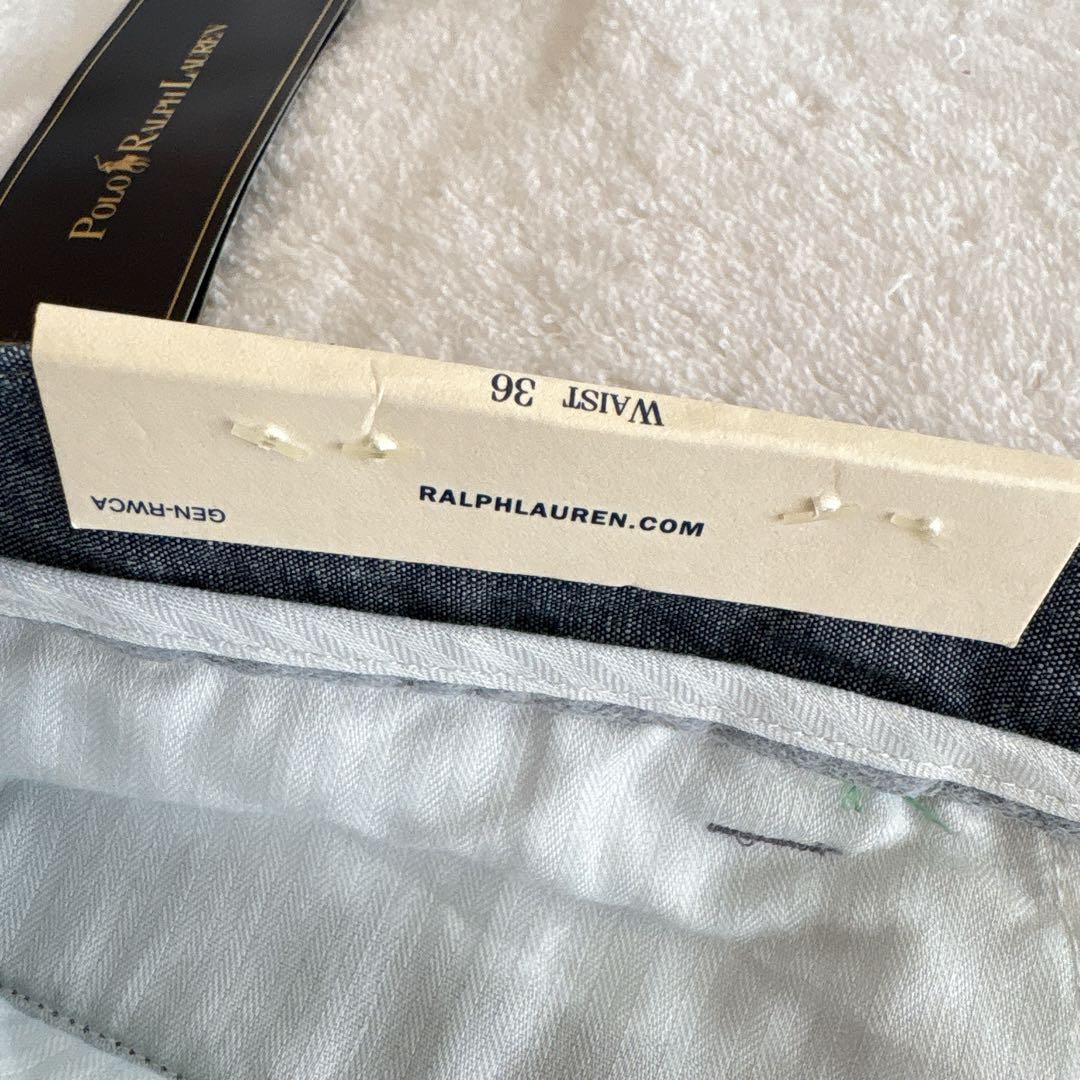 POLO RALPH LAUREN
WAIST 36
RALPHLAUREN.COM
GEN-RWCA